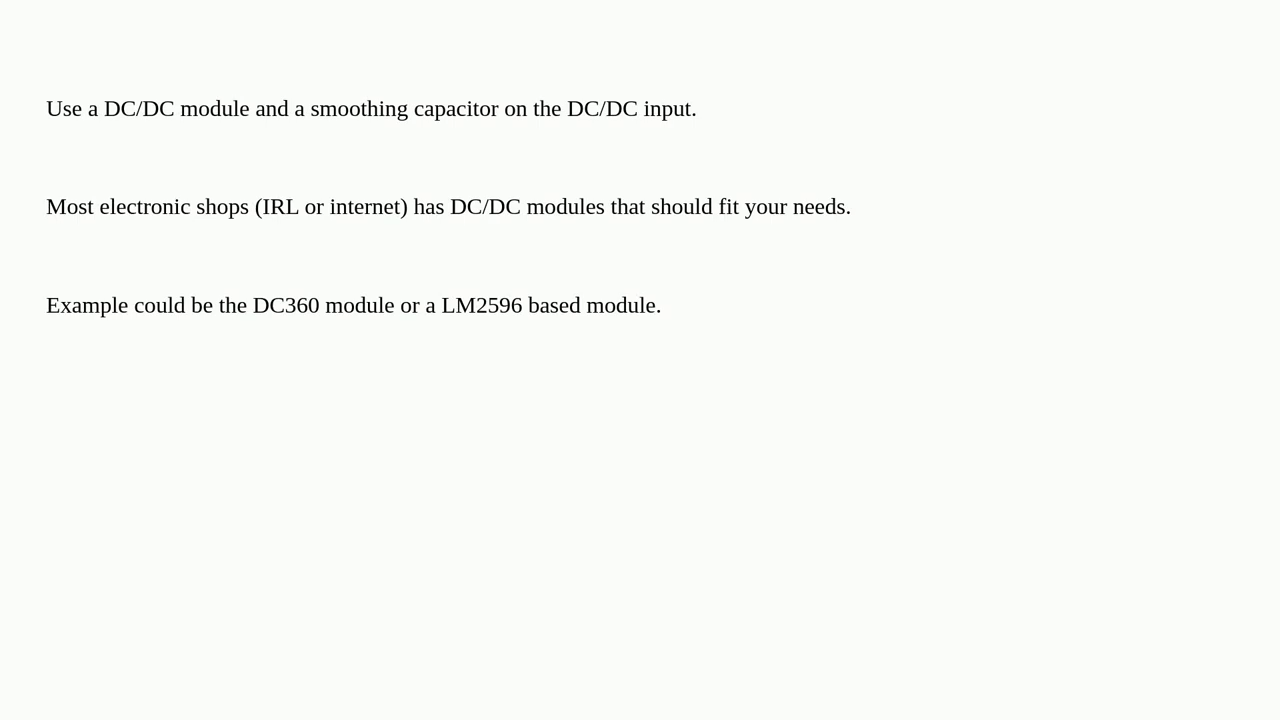 Use a DC/DC module and a smoothing capacitor on the DC/DC input.
Most electronic shops (IRL or internet) has DC/DC modules that should fit your needs.
Example could be the DC360 module or a LM2596 based module.